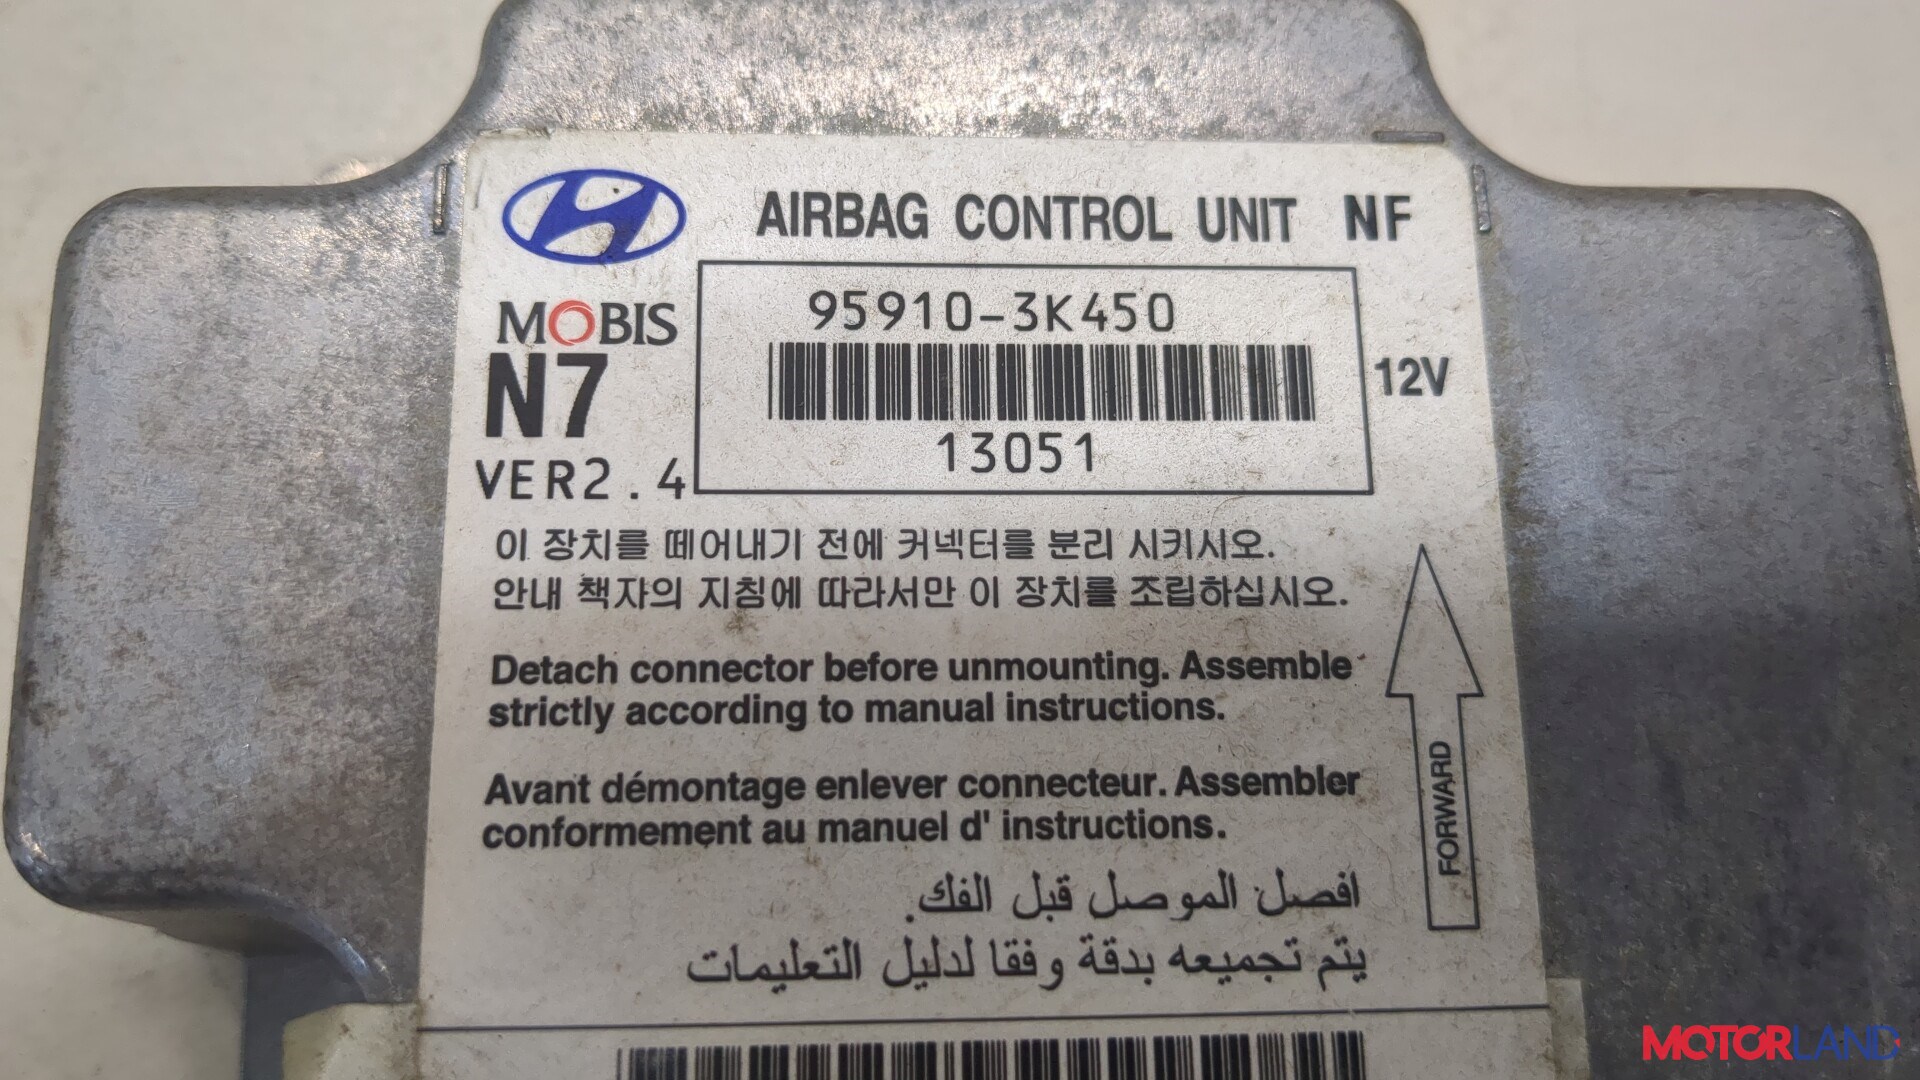 AIRBAG CONTROL UNIT NF
MOBIS
N7
VER2.4
95910-3K450
13051
12V
이 장치를 떼어내기 전에 커넥터를 분리 시키시오.
안내 책자의 지침에 따라서만 이 장치를 조립하십시오.
Detach connector before unmounting. Assemble
strictly according to manual instructions.
Avant démontage enlever connecteur. Assembler
conformement au manuel d' instructions.
افصل الموصل قبل الفك.
يتم تجميعه بدقة وفقا لدليل التعليمات
FORWARD
MOTORLAND